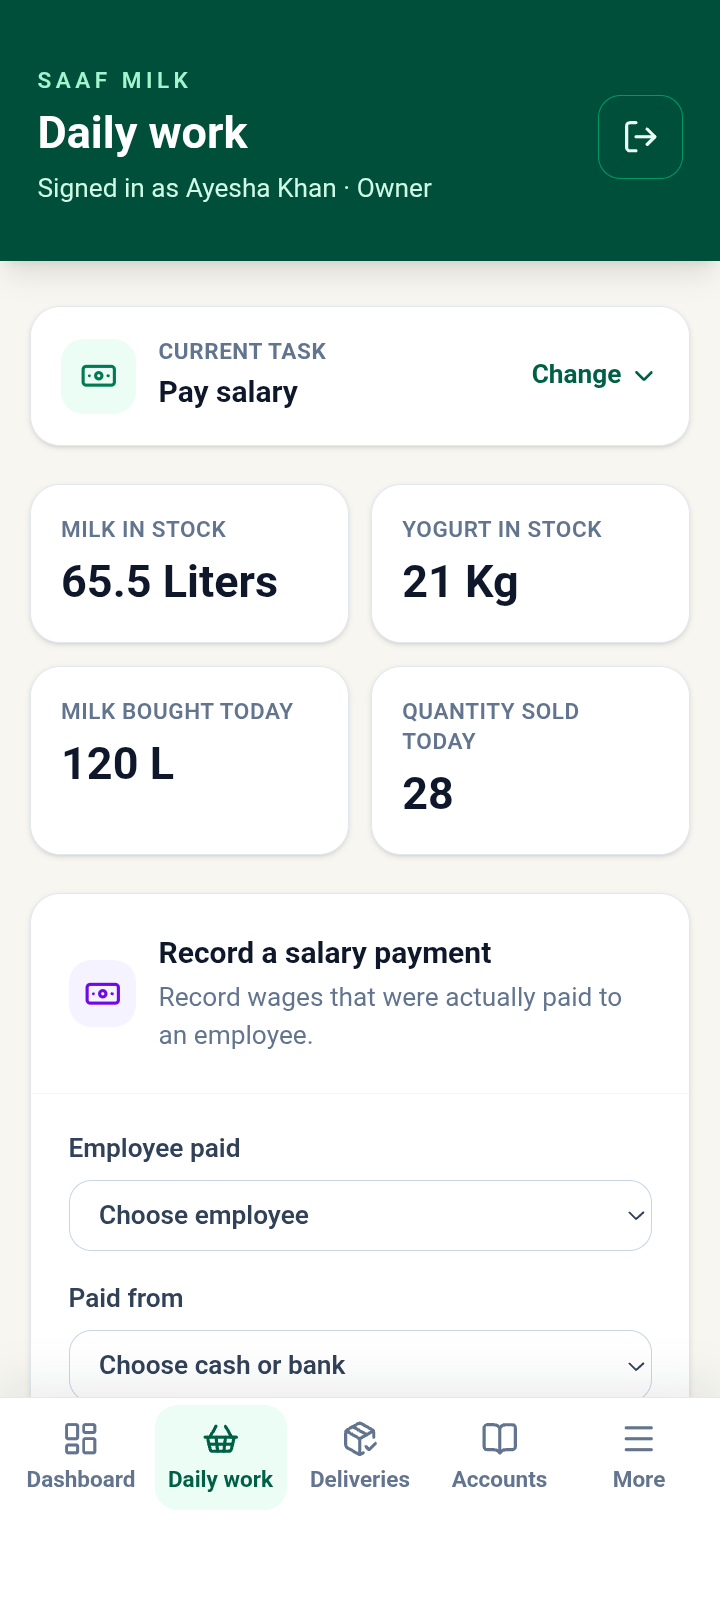 SAAF MILK
Daily work
Signed in as Ayesha Khan · Owner
CURRENT TASK
Pay salary
Change
MILK IN STOCK
65.5 Liters
YOGURT IN STOCK
21 Kg
MILK BOUGHT TODAY
120 L
QUANTITY SOLD
TODAY
28
Record a salary payment
Record wages that were actually paid to
an employee.
Employee paid
Choose employee
Paid from
Choose cash or bank
Dashboard
Daily work
Deliveries
Accounts
More